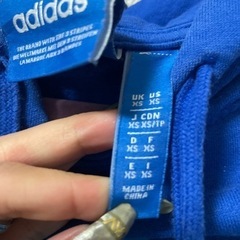 adidas
THE BRAND WITH THE 3 STRIPES
UK US
XS XS
J CDN
XS XS/TP
D F
XS XS
E I
XS XS
MADE IN
CHINA